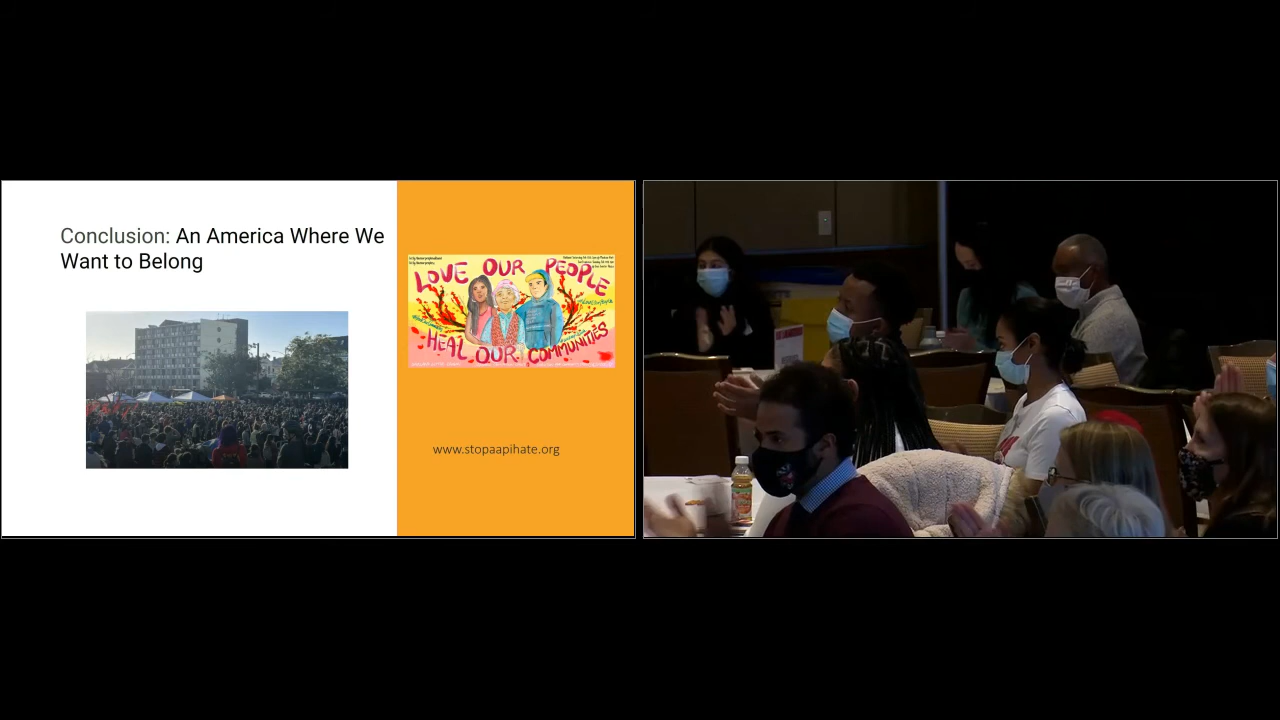 Conclusion: An America Where We
Want to Belong
LOVE OUR PEOPLE
HEAL OUR COMMUNITIES
www.stopaapihate.org